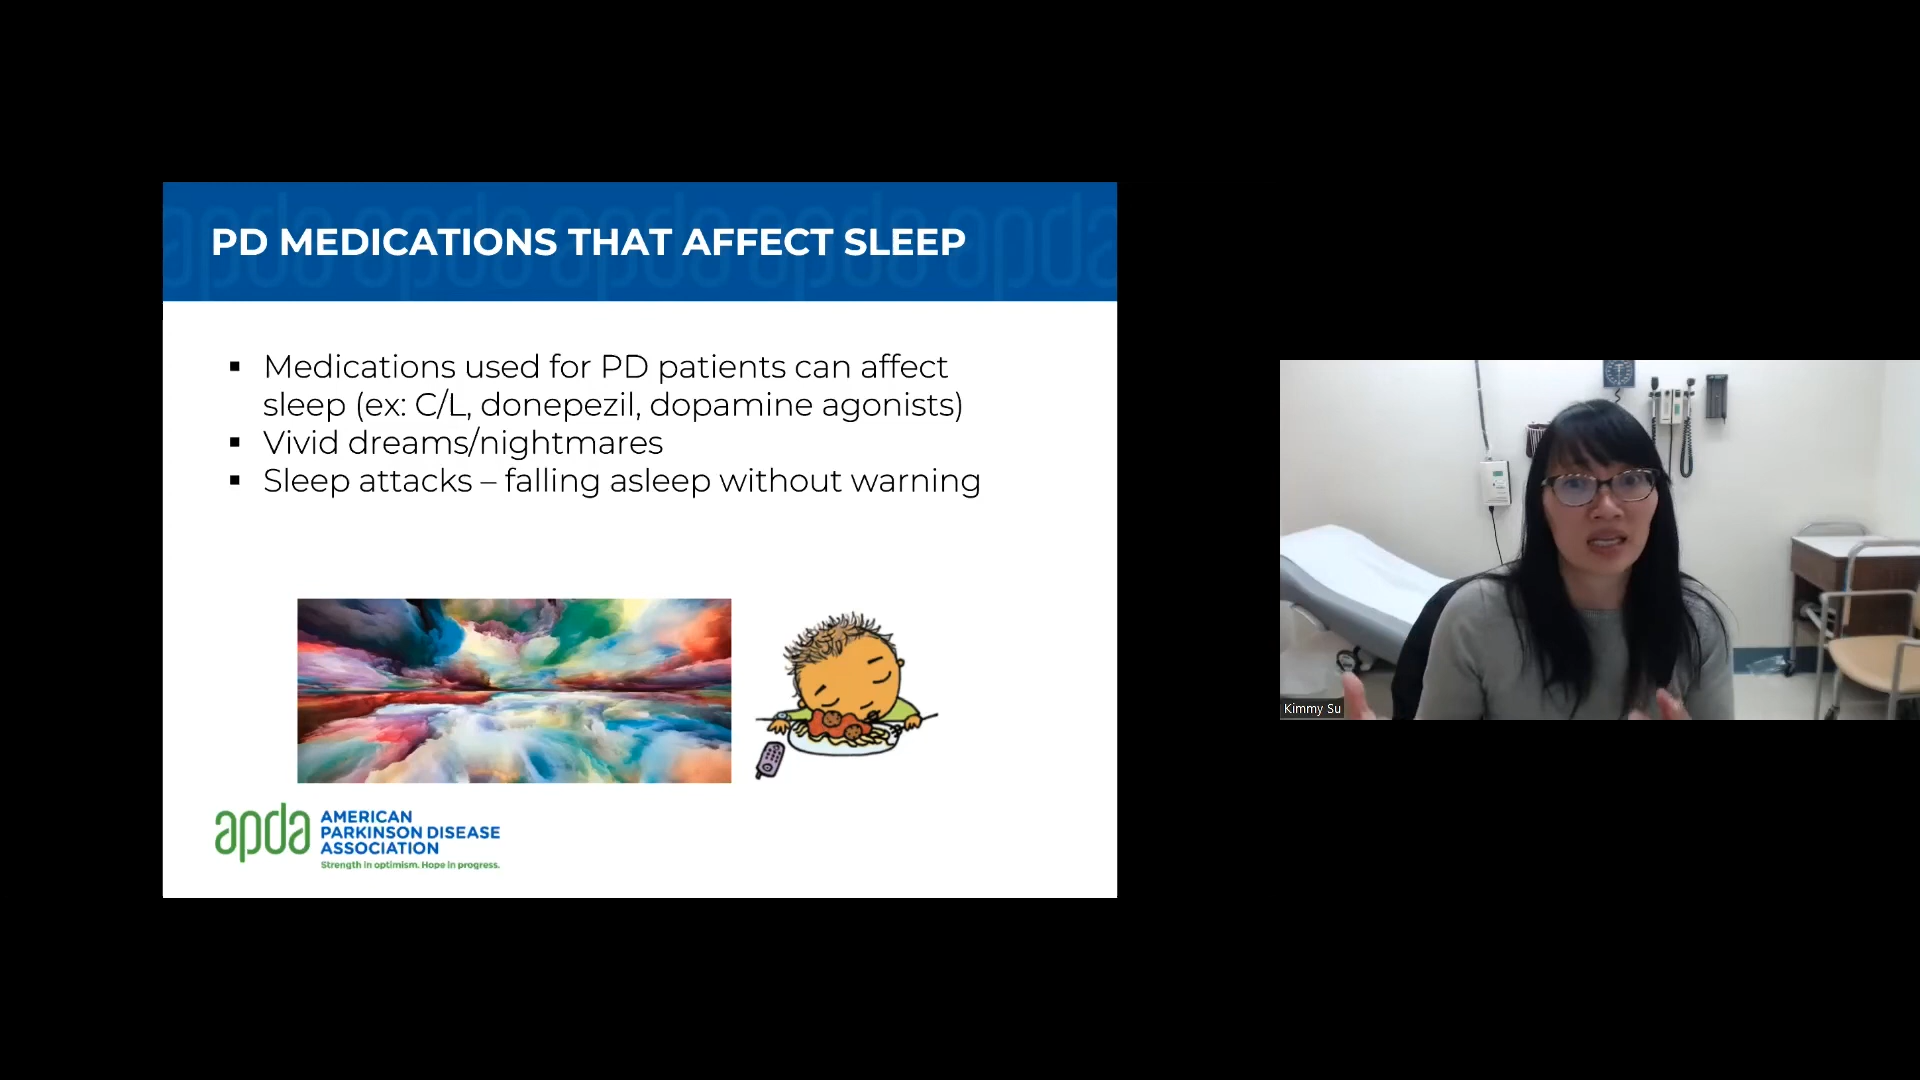 PD MEDICATIONS THAT AFFECT SLEEP
▪ Medications used for PD patients can affect
sleep (ex: C/L, donepezil, dopamine agonists)
▪ Vivid dreams/nightmares
▪ Sleep attacks – falling asleep without warning
apda
AMERICAN
PARKINSON DISEASE
ASSOCIATION
Strength in optimism. Hope in progress.
Kimmy Su